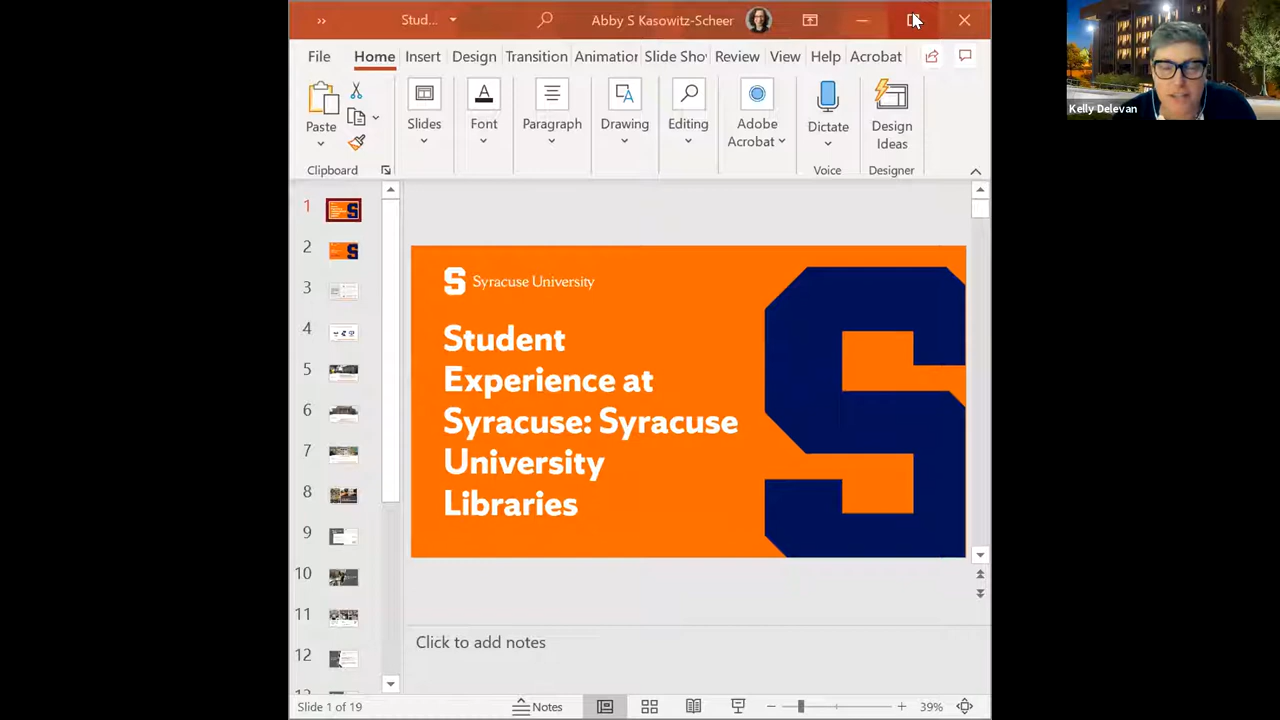 Stud...
Abby S Kasowitz-Scheer
File Home Insert Design Transition Animation Slide Sho Review View Help Acrobat
Paste
Slides
Font
Paragraph
Drawing
Editing
Adobe
Acrobat
Dictate
Design
Ideas
Clipboard
Voice
Designer
1
2
3
4
5
6
7
8
9
10
11
12
S Syracuse University
Student
Experience at
Syracuse: Syracuse
University
Libraries
S
Click to add notes
Slide 1 of 19
Notes
39%
Kelly Delevan